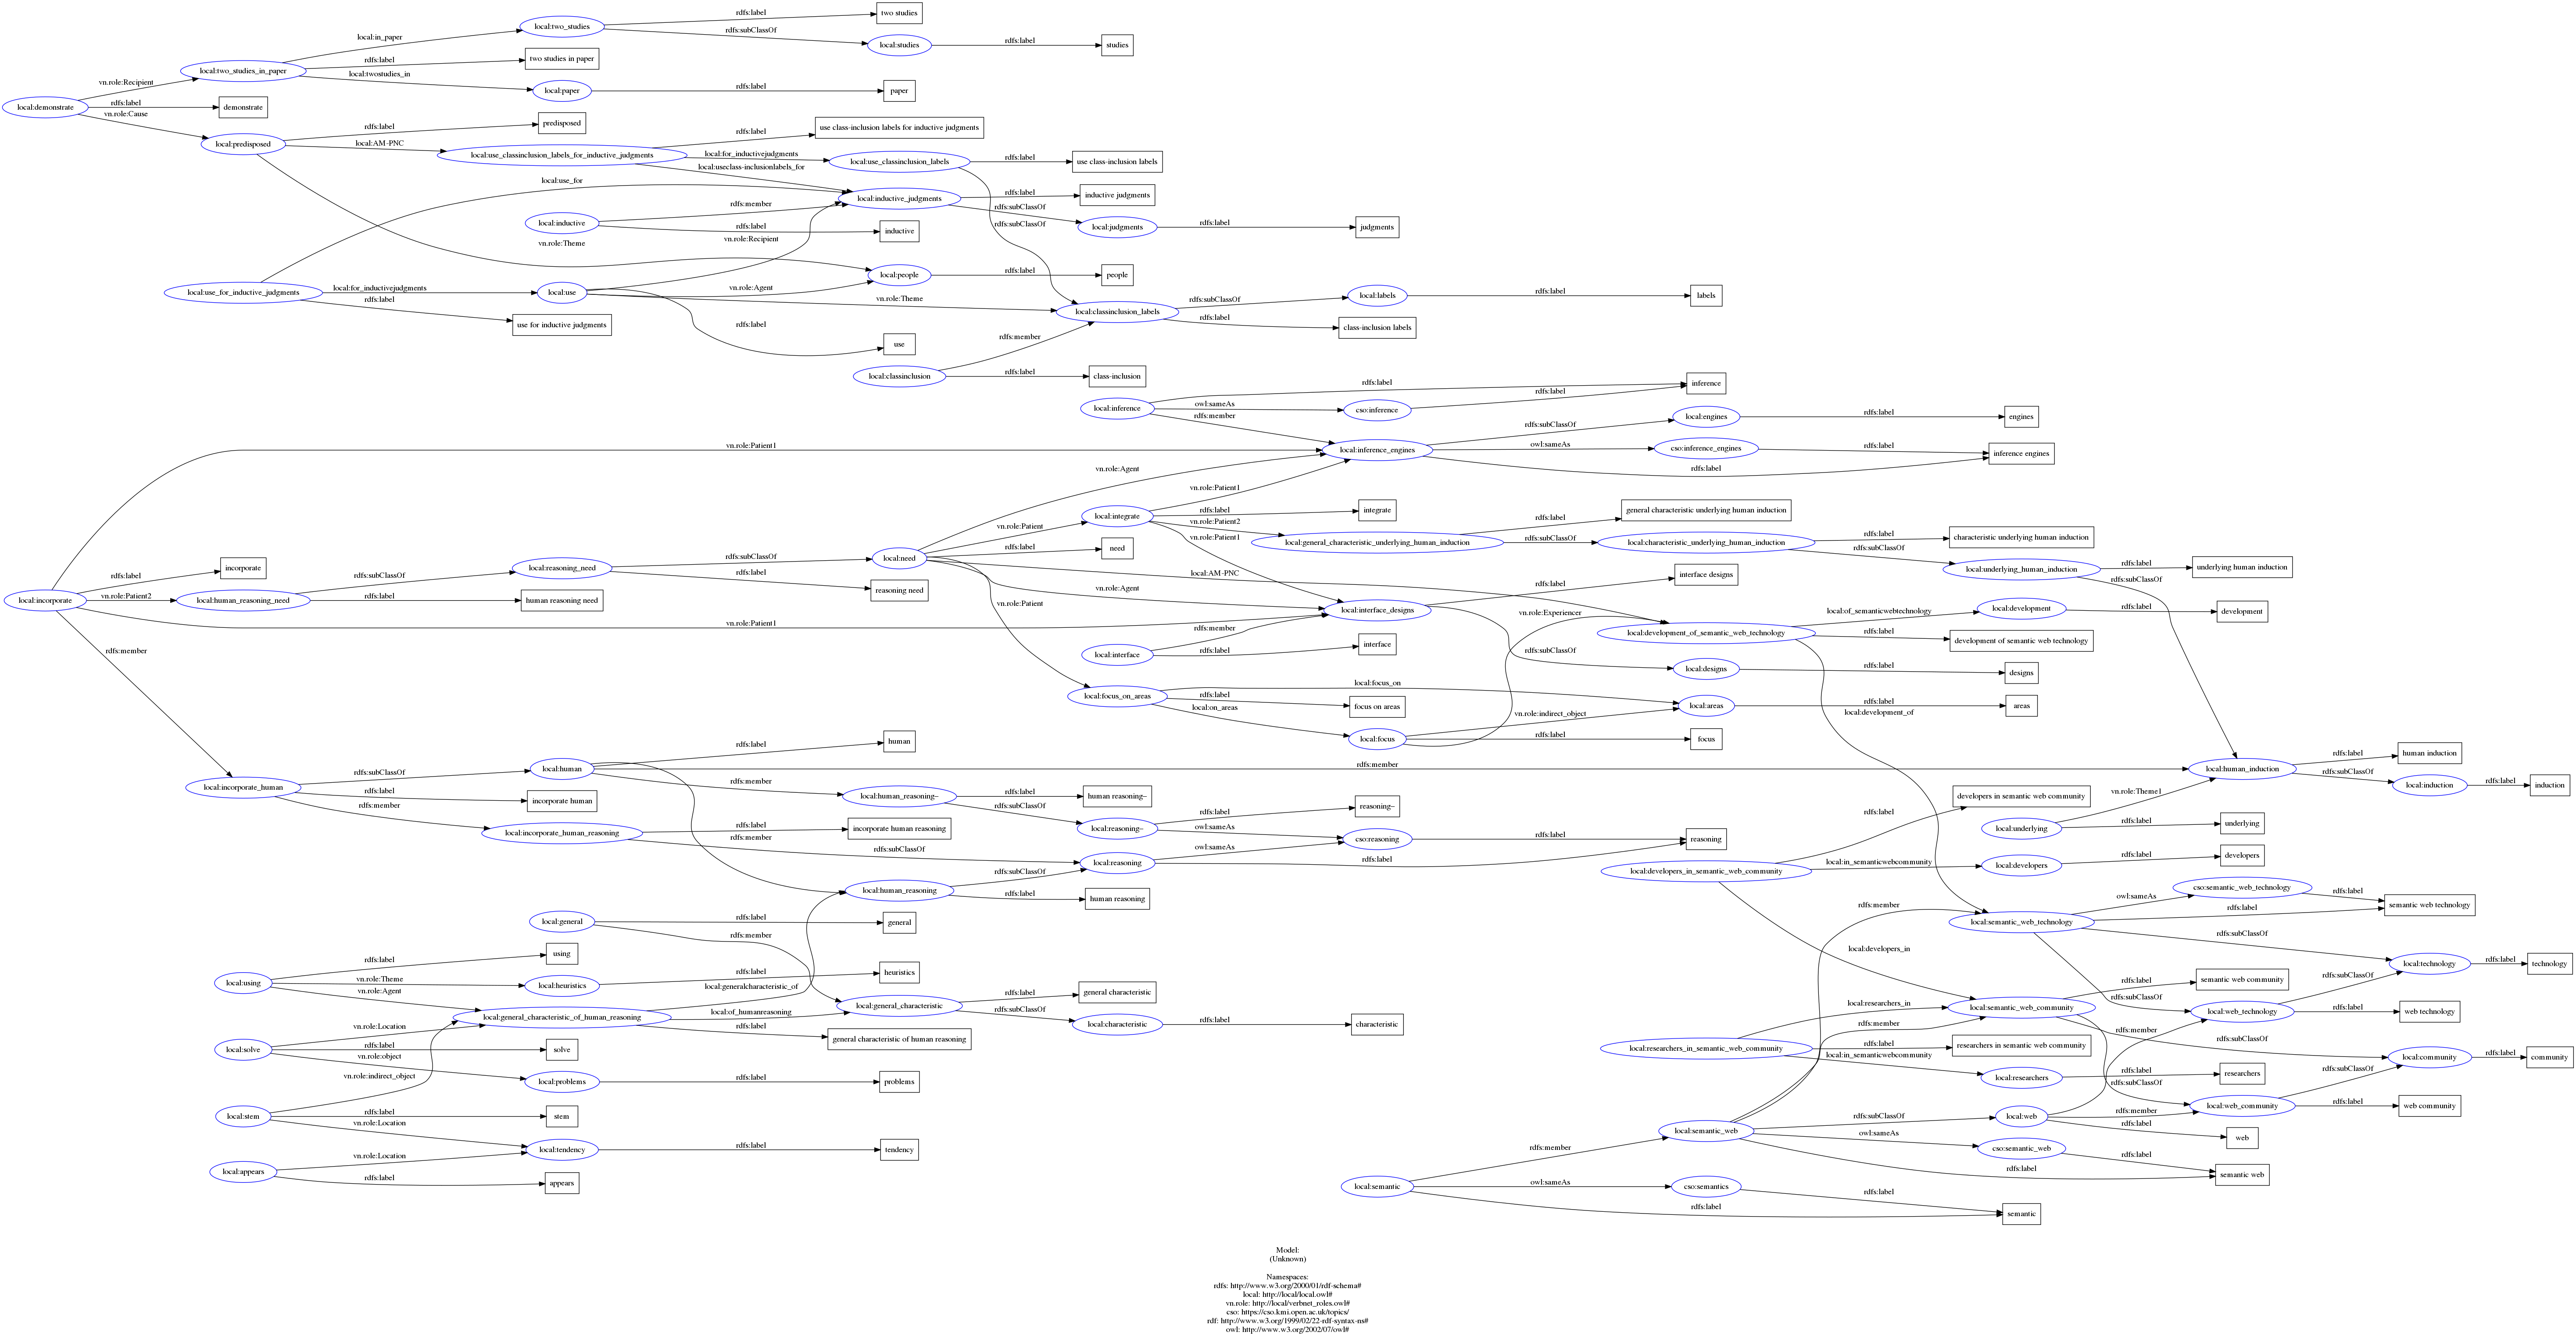 rdfs:label
two studies
local:two_studies
local:in_paper
rdfs:subClassOf
local:studies
rdfs:label
studies
rdfs:label
two studies in paper
local:two_studies_in_paper
local:twostudies_in
vn.role:Recipient
local:paper
rdfs:label
paper
local:demonstrate
rdfs:label
demonstrate
vn.role:Cause
rdfs:label
predisposed
local:predisposed
local:AM-PNC
rdfs:label
use class-inclusion labels for inductive judgments
local:use_classinclusion_labels_for_inductive_judgments
local:for_inductivejudgments
local:use_classinclusion_labels
rdfs:label
use class-inclusion labels
local:useclass-inclusionlabels_for
local:use_for
rdfs:label
inductive judgments
local:inductive_judgments
rdfs:member
rdfs:subClassOf
local:inductive
rdfs:label
inductive
rdfs:subClassOf
local:judgments
rdfs:label
judgments
vn.role:Theme
vn.role:Recipient
local:people
rdfs:label
people
local:use_for_inductive_judgments
local:for_inductivejudgments
local:use
vn.role:Agent
vn.role:Theme
rdfs:label
use for inductive judgments
rdfs:label
use
local:classinclusion_labels
rdfs:subClassOf
local:labels
rdfs:label
labels
rdfs:label
class-inclusion labels
rdfs:member
local:classinclusion
rdfs:label
class-inclusion
rdfs:label
inference
local:inference
owl:sameAs
cso:inference
rdfs:label
rdfs:member
rdfs:subClassOf
local:engines
rdfs:label
engines
vn.role:Patient1
local:inference_engines
owl:sameAs
cso:inference_engines
rdfs:label
inference engines
rdfs:label
vn.role:Agent
vn.role:Patient1
local:integrate
rdfs:label
integrate
vn.role:Patient
vn.role:Patient2
vn.role:Patient1
local:general_characteristic_underlying_human_induction
rdfs:label
general characteristic underlying human induction
rdfs:subClassOf
local:characteristic_underlying_human_induction
rdfs:label
characteristic underlying human induction
rdfs:subClassOf
local:underlying_human_induction
rdfs:label
underlying human induction
rdfs:subClassOf
local:need
rdfs:label
need
rdfs:subClassOf
local:reasoning_need
rdfs:label
reasoning need
local:AM-PNC
vn.role:Agent
vn.role:Patient
rdfs:label
incorporate
rdfs:subClassOf
local:incorporate
vn.role:Patient2
local:human_reasoning_need
rdfs:label
human reasoning need
vn.role:Patient1
rdfs:member
rdfs:label
interface designs
local:interface_designs
vn.role:Experiencer
local:development_of_semantic_web_technology
local:of_semanticwebtechnology
local:development
rdfs:label
development
rdfs:label
development of semantic web technology
rdfs:member
local:interface
rdfs:label
interface
rdfs:subClassOf
local:designs
rdfs:label
designs
local:focus_on_areas
local:focus_on
rdfs:label
focus on areas
local:on_areas
vn.role:indirect_object
local:areas
rdfs:label
areas
local:development_of
local:focus
rdfs:label
focus
rdfs:label
human
rdfs:subClassOf
local:human
rdfs:member
local:human_induction
rdfs:label
human induction
rdfs:subClassOf
local:induction
rdfs:label
induction
local:incorporate_human
rdfs:label
incorporate human
rdfs:member
rdfs:member
local:human_reasoning~
rdfs:label
human reasoning~
rdfs:subClassOf
local:reasoning~
rdfs:label
reasoning~
owl:sameAs
cso:reasoning
rdfs:label
reasoning
local:incorporate_human_reasoning
rdfs:label
incorporate human reasoning
rdfs:member
rdfs:subClassOf
local:reasoning
owl:sameAs
rdfs:label
rdfs:label
developers in semantic web community
vn.role:Theme1
local:underlying
rdfs:label
underlying
local:developers_in_semantic_web_community
local:in_semanticwebcommunity
local:developers
rdfs:label
developers
local:human_reasoning
rdfs:subClassOf
rdfs:label
human reasoning
local:general
rdfs:label
general
rdfs:member
rdfs:member
local:semantic_web_technology
owl:sameAs
cso:semantic_web_technology
rdfs:label
semantic web technology
rdfs:label
rdfs:subClassOf
local:technology
rdfs:label
technology
local:developers_in
rdfs:label
using
local:using
vn.role:Theme
local:heuristics
rdfs:label
heuristics
vn.role:Agent
local:generalcharacteristic_of
local:general_characteristic_of_human_reasoning
local:of_humanreasoning
local:general_characteristic
rdfs:label
general characteristic
rdfs:subClassOf
local:characteristic
rdfs:label
characteristic
rdfs:label
general characteristic of human reasoning
rdfs:label
semantic web community
rdfs:subClassOf
rdfs:subClassOf
local:web_technology
rdfs:label
web technology
local:researchers_in
local:semantic_web_community
rdfs:member
rdfs:member
rdfs:subClassOf
local:community
rdfs:label
community
local:researchers_in_semantic_web_community
rdfs:label
researchers in semantic web community
local:in_semanticwebcommunity
local:researchers
rdfs:label
researchers
rdfs:subClassOf
rdfs:subClassOf
vn.role:Location
local:solve
rdfs:label
solve
vn.role:object
local:problems
rdfs:label
problems
vn.role:indirect_object
local:stem
rdfs:label
stem
vn.role:Location
local:tendency
rdfs:label
tendency
vn.role:Location
local:appears
rdfs:label
appears
local:semantic_web
rdfs:subClassOf
local:web
rdfs:member
local:web_community
rdfs:label
web community
rdfs:label
web
owl:sameAs
cso:semantic_web
rdfs:label
semantic web
rdfs:label
rdfs:member
local:semantic
owl:sameAs
cso:semantics
rdfs:label
semantic
rdfs:label
Model:
(Unknown)
Namespaces:
rdfs: http://www.w3.org/2000/01/rdf-schema#
local: http://local/local.owl#
vn.role: http://local/verbnet_roles.owl#
cso: https://cso.kmi.open.ac.uk/topics/
rdf: http://www.w3.org/1999/02/22-rdf-syntax-ns#
owl: http://www.w3.org/2002/07/owl#